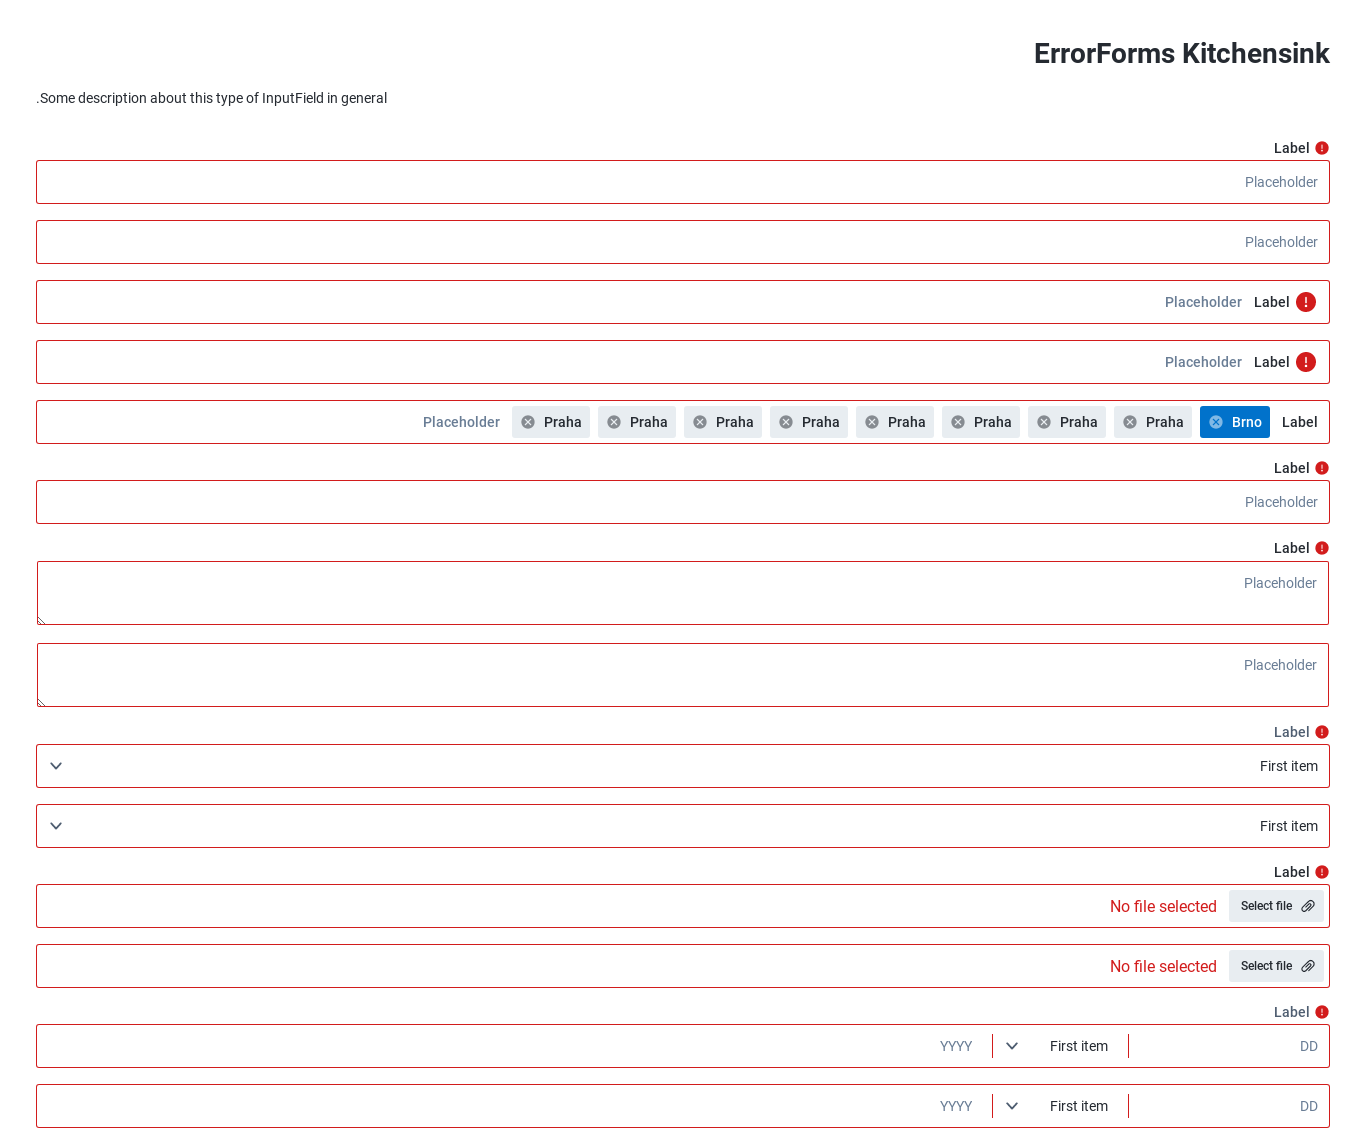 ErrorForms Kitchensink
.Some description about this type of InputField in general
Label
Placeholder
Placeholder
Label Placeholder
Label Placeholder
Label Brno Praha Praha Praha Praha Praha Praha Praha Praha Placeholder
Label
Placeholder
Label
Placeholder
Placeholder
Label
First item
First item
Label
Select file No file selected
Select file No file selected
Label
DD First item YYYY
DD First item YYYY